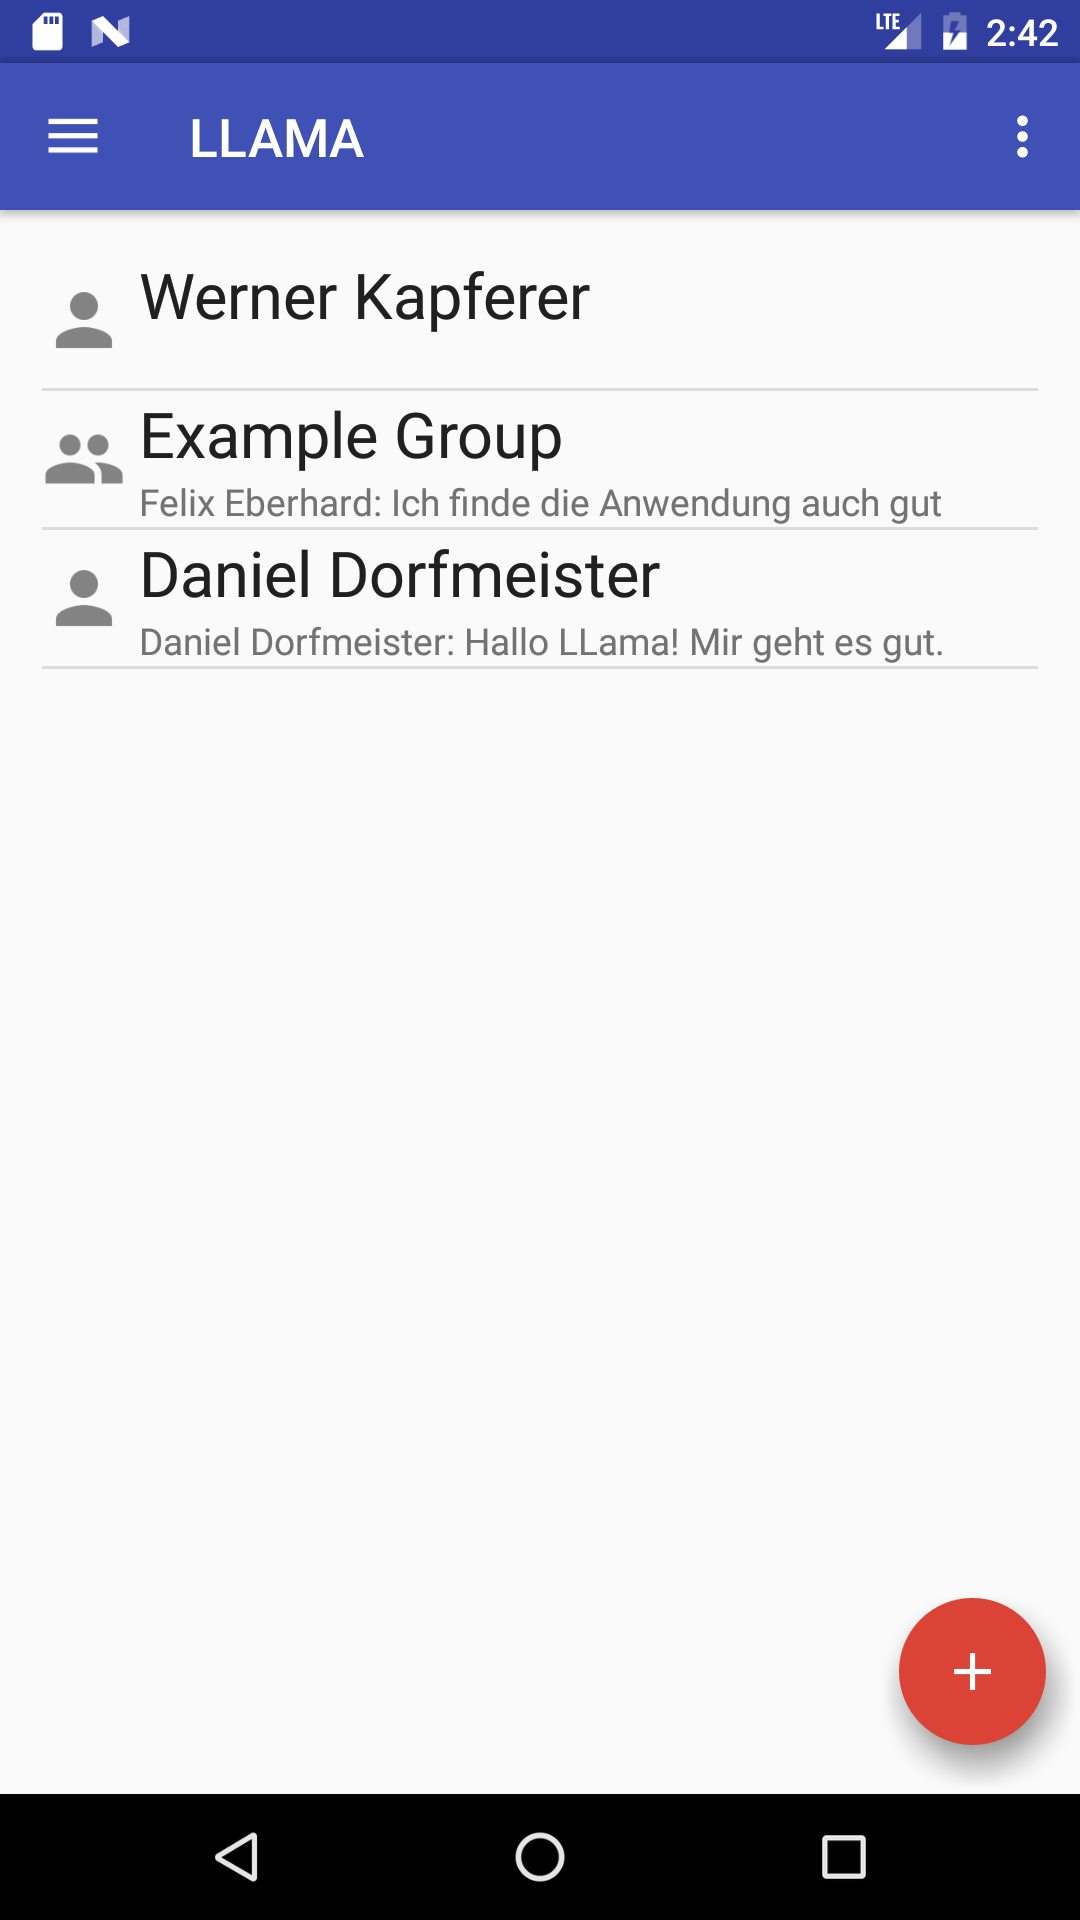 LTE 2:42
LLAMA
Werner Kapferer
Example Group
Felix Eberhard: Ich finde die Anwendung auch gut
Daniel Dorfmeister
Daniel Dorfmeister: Hallo LLama! Mir geht es gut.